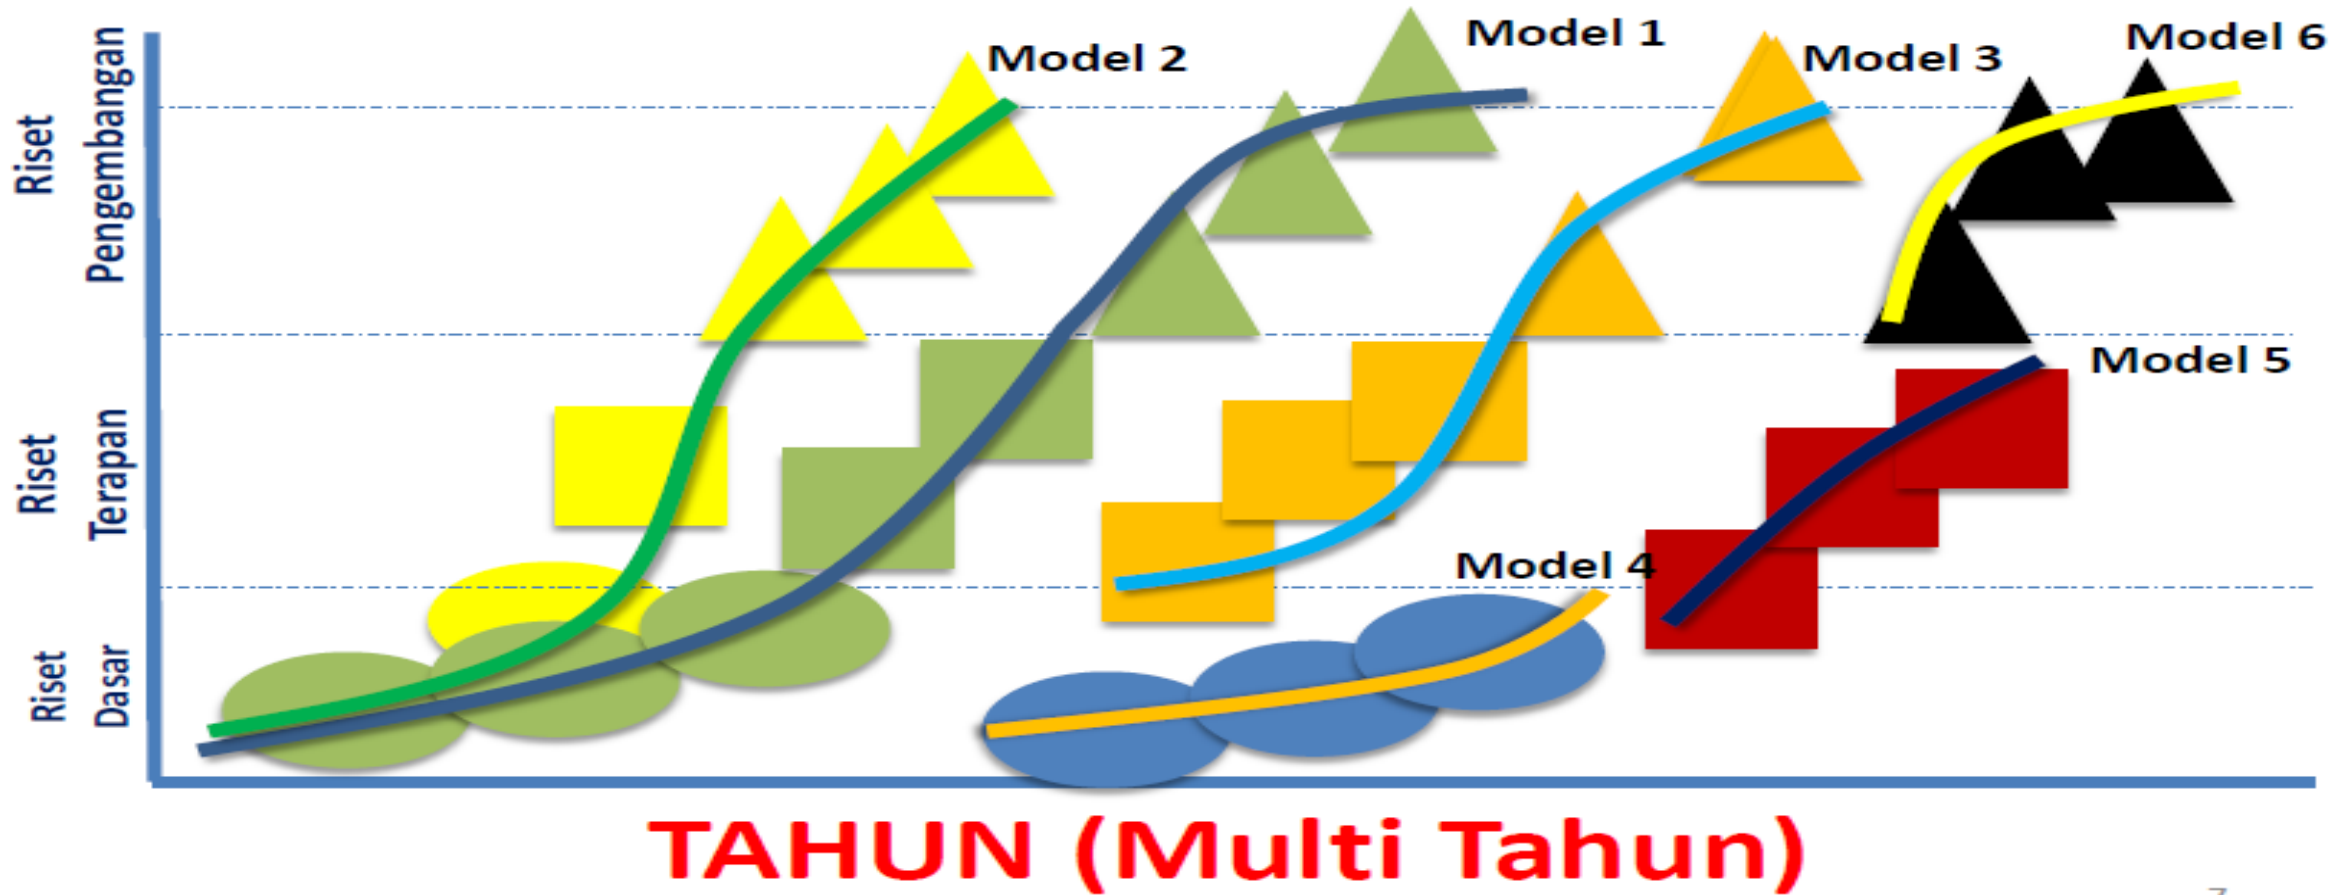 Model 2
Model 1
Model 3
Model 6
Riset
Pengembangan
Model 5
Riset
Terapan
Model 4
Riset
Dasar
TAHUN (Multi Tahun)